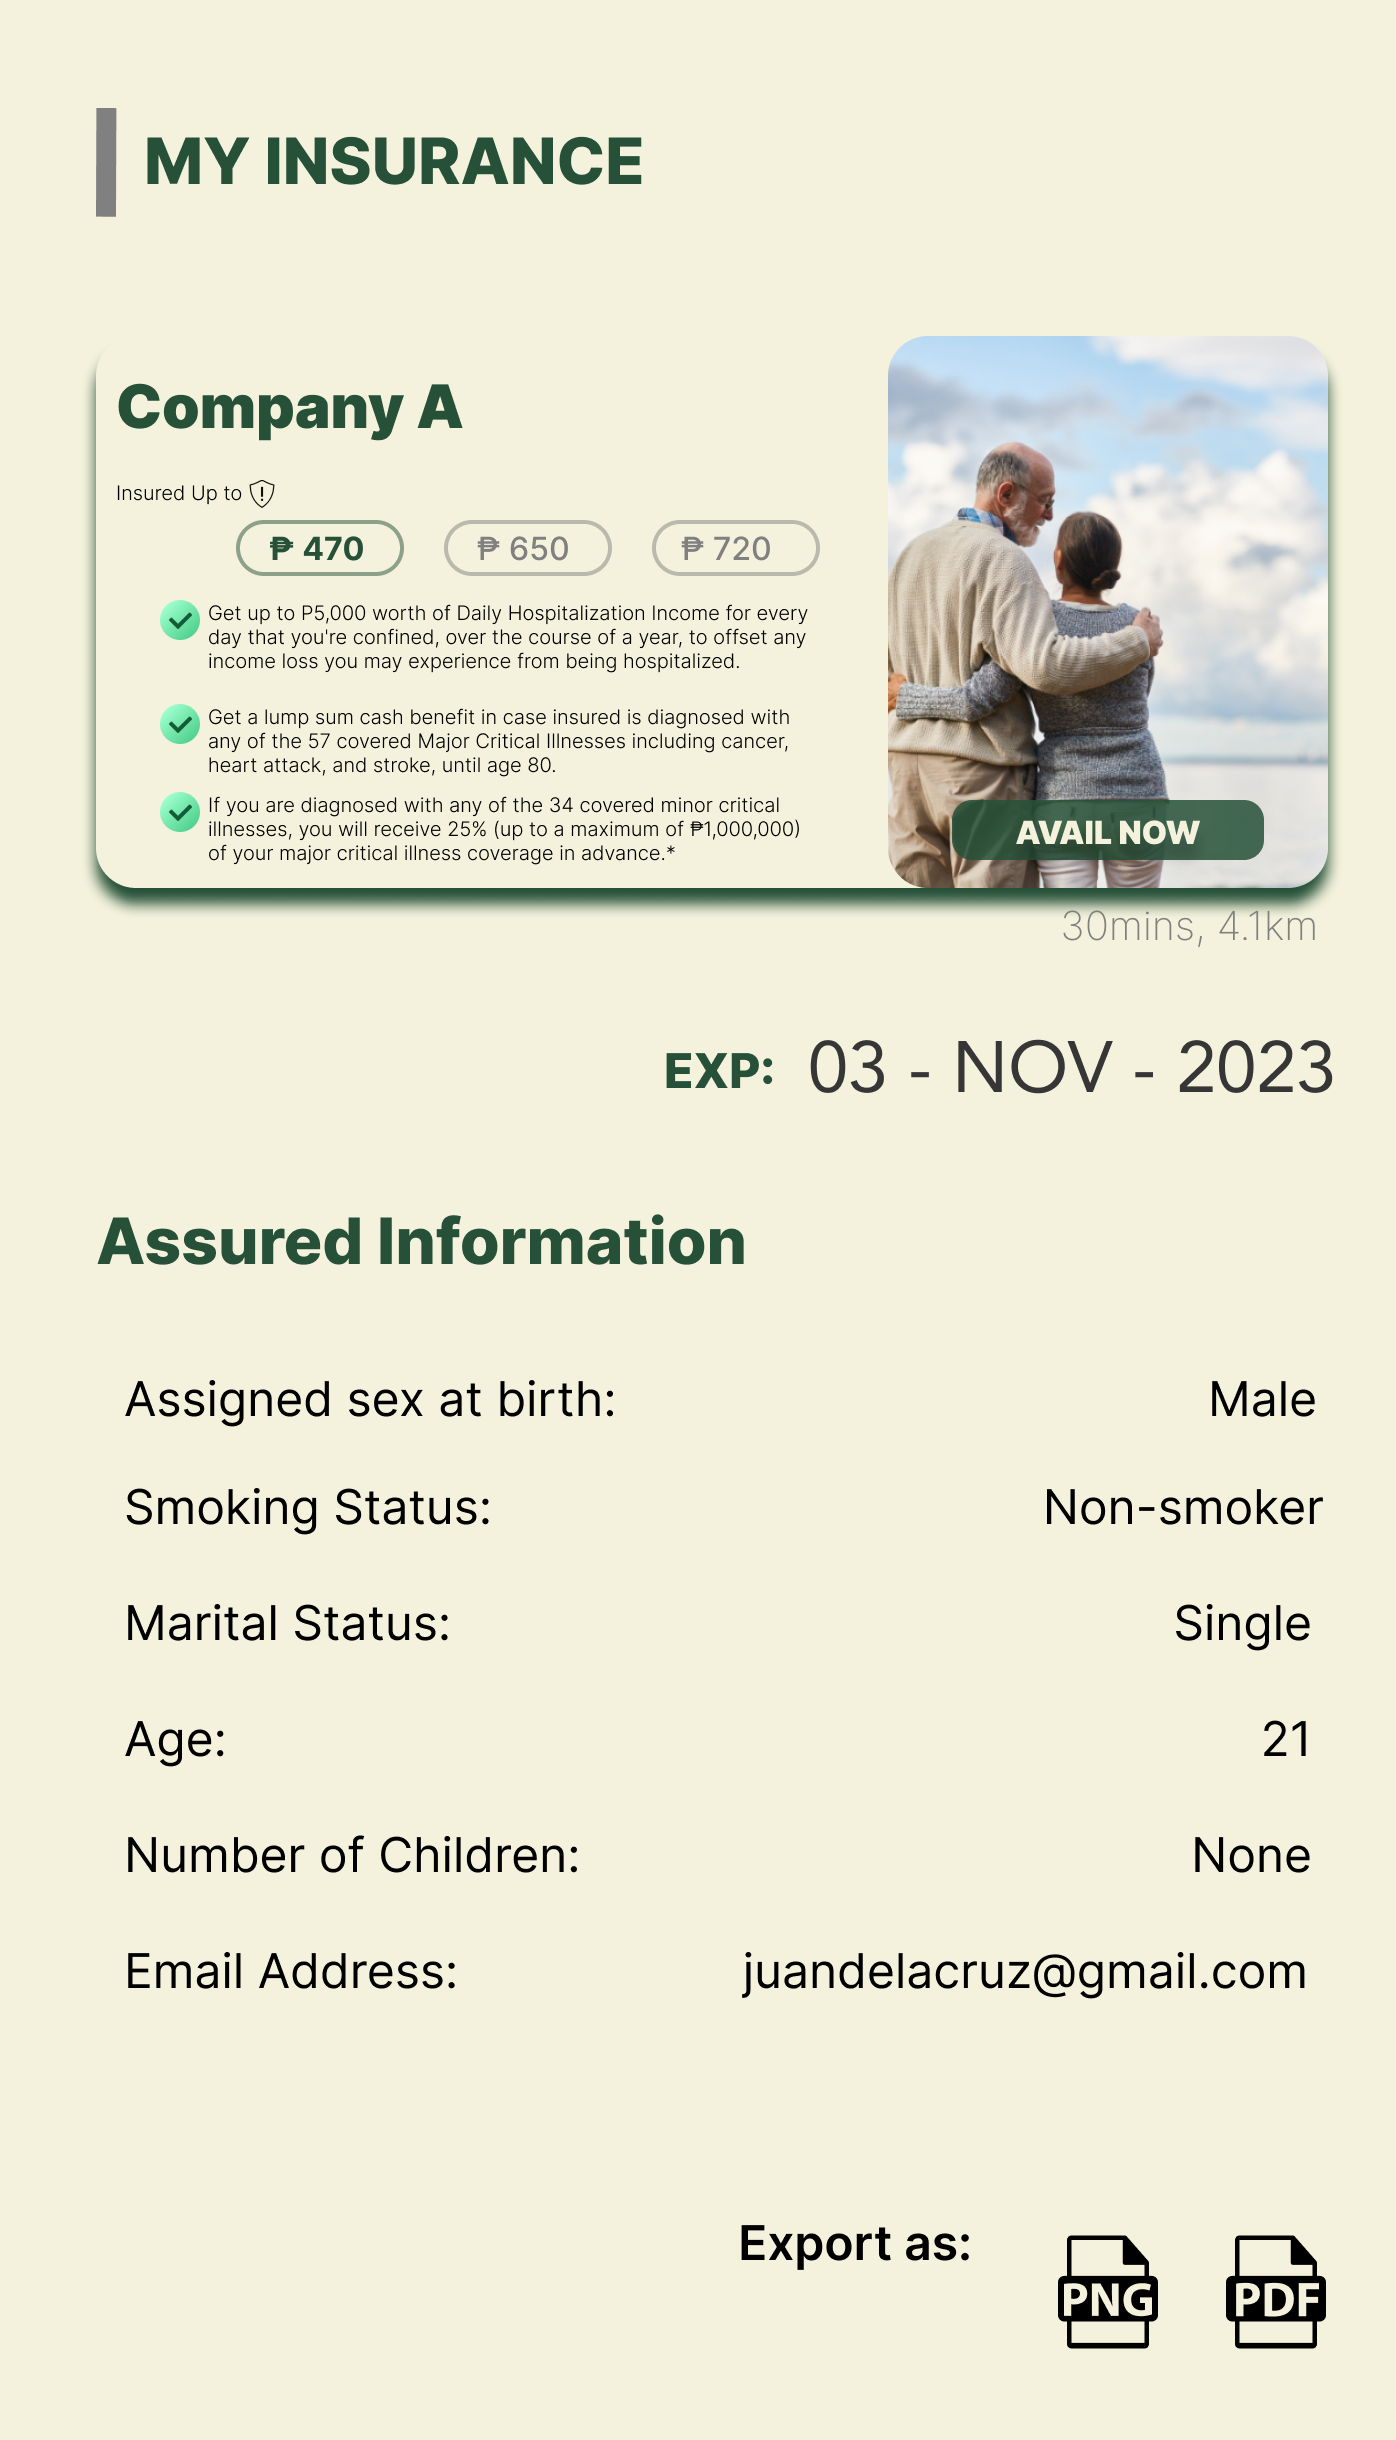 MY INSURANCE
Company A
Insured Up to
₱ 470
₱ 650
₱ 720
Get up to P5,000 worth of Daily Hospitalization Income for every
day that you're confined, over the course of a year, to offset any
income loss you may experience from being hospitalized.
Get a lump sum cash benefit in case insured is diagnosed with
any of the 57 covered Major Critical Illnesses including cancer,
heart attack, and stroke, until age 80.
If you are diagnosed with any of the 34 covered minor critical
illnesses, you will receive 25% (up to a maximum of ₱1,000,000)
of your major critical illness coverage in advance.*
AVAIL NOW
30mins, 4.1km
EXP: 03 - NOV - 2023
Assured Information
Assigned sex at birth: Male
Smoking Status: Non-smoker
Marital Status: Single
Age: 21
Number of Children: None
Email Address: juandelacruz@gmail.com
Export as: PNG PDF